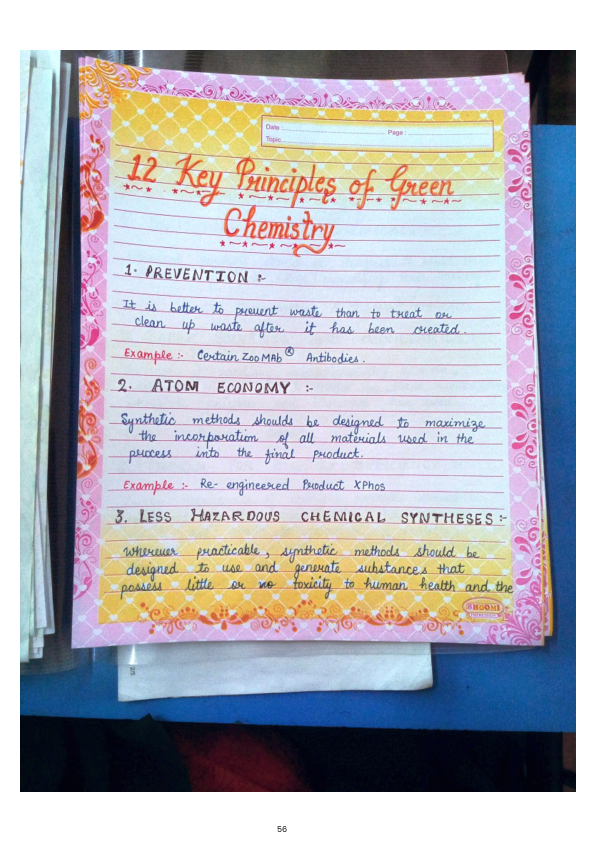 Date :
Page :
Topic
12 Key Principles of Green
Chemistry
1. PREVENTION :-
It is better to prevent waste than to treat or
clean up waste after it has been created.
Example :- Certain ZooMAb® Antibodies.
2. ATOM ECONOMY :-
Synthetic methods shoulds be designed to maximize
the incorporation of all materials used in the
process into the final product.
Example :- Re-engineered Product XPhos
3. LESS HAZARDOUS CHEMICAL SYNTHESES :-
Wherever practicable, synthetic methods should be
designed to use and generate substances that
possess little or no toxicity to human health and the
BHOOMI
56